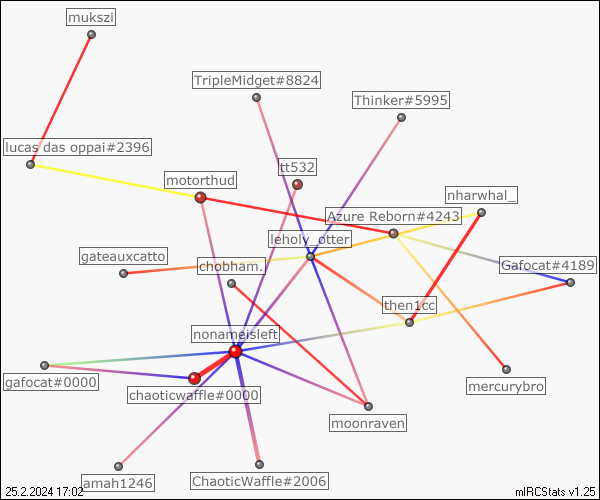 mukszi
TripleMidget#8824
Thinker#5995
lucas das oppai#2396
motorthud
tt532
nharwhal_
Azure Reborn#4243
leholy_otter
gateauxcatto
chobham.
Gafocat#4189
then1cc
nonameisleft
gafocat#0000
chaoticwaffle#0000
mercurybro
moonraven
amah1246
ChaoticWaffle#2006
25.2.2024 17:02
mIRCStats v1.25